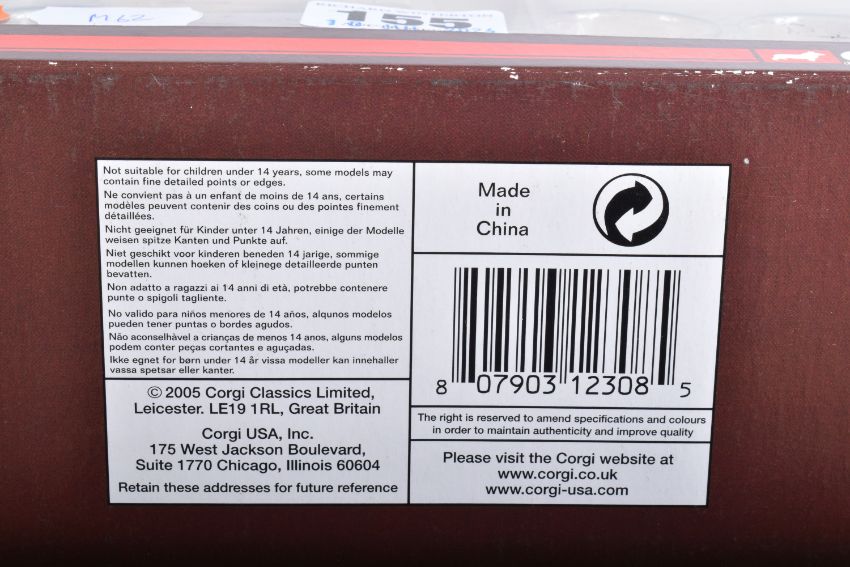 M62
155
Not suitable for children under 14 years, some models may
contain fine detailed points or edges.
Ne convient pas à un enfant de moins de 14 ans, certains
modèles peuvent contenir des coins ou des pointes finement
détaillées.
Nicht geeignet für Kinder unter 14 Jahren, einige der Modelle
weisen spitze Kanten und Punkte auf.
Niet geschikt voor kinderen beneden 14 jarige, sommige
modellen kunnen hoeken of kleinege detailleerde punten
bevatten.
Non adatto a ragazzi ai 14 anni di età, potrebbe contenere
punte o spigoli tagliente.
No valido para niños menores de 14 años, alqunos modelos
pueden tener puntas o bordes agudos.
Não aconselhável a crianças de menos 14 anos, alguns modelos
podem conter peças cortantes e aguçadas.
Ikke egnet for børn under 14 år vissa modeller kan innehaller
vassa spetsar eller kanter.
© 2005 Corgi Classics Limited,
Leicester. LE19 1RL, Great Britain
Corgi USA, Inc.
175 West Jackson Boulevard,
Suite 1770 Chicago, Illinois 60604
Retain these addresses for future reference
Made
in
China
8 07903 12308 5
The right is reserved to amend specifications and colours
in order to maintain authenticity and improve quality
Please visit the Corgi website at
www.corgi.co.uk
www.corgi-usa.com